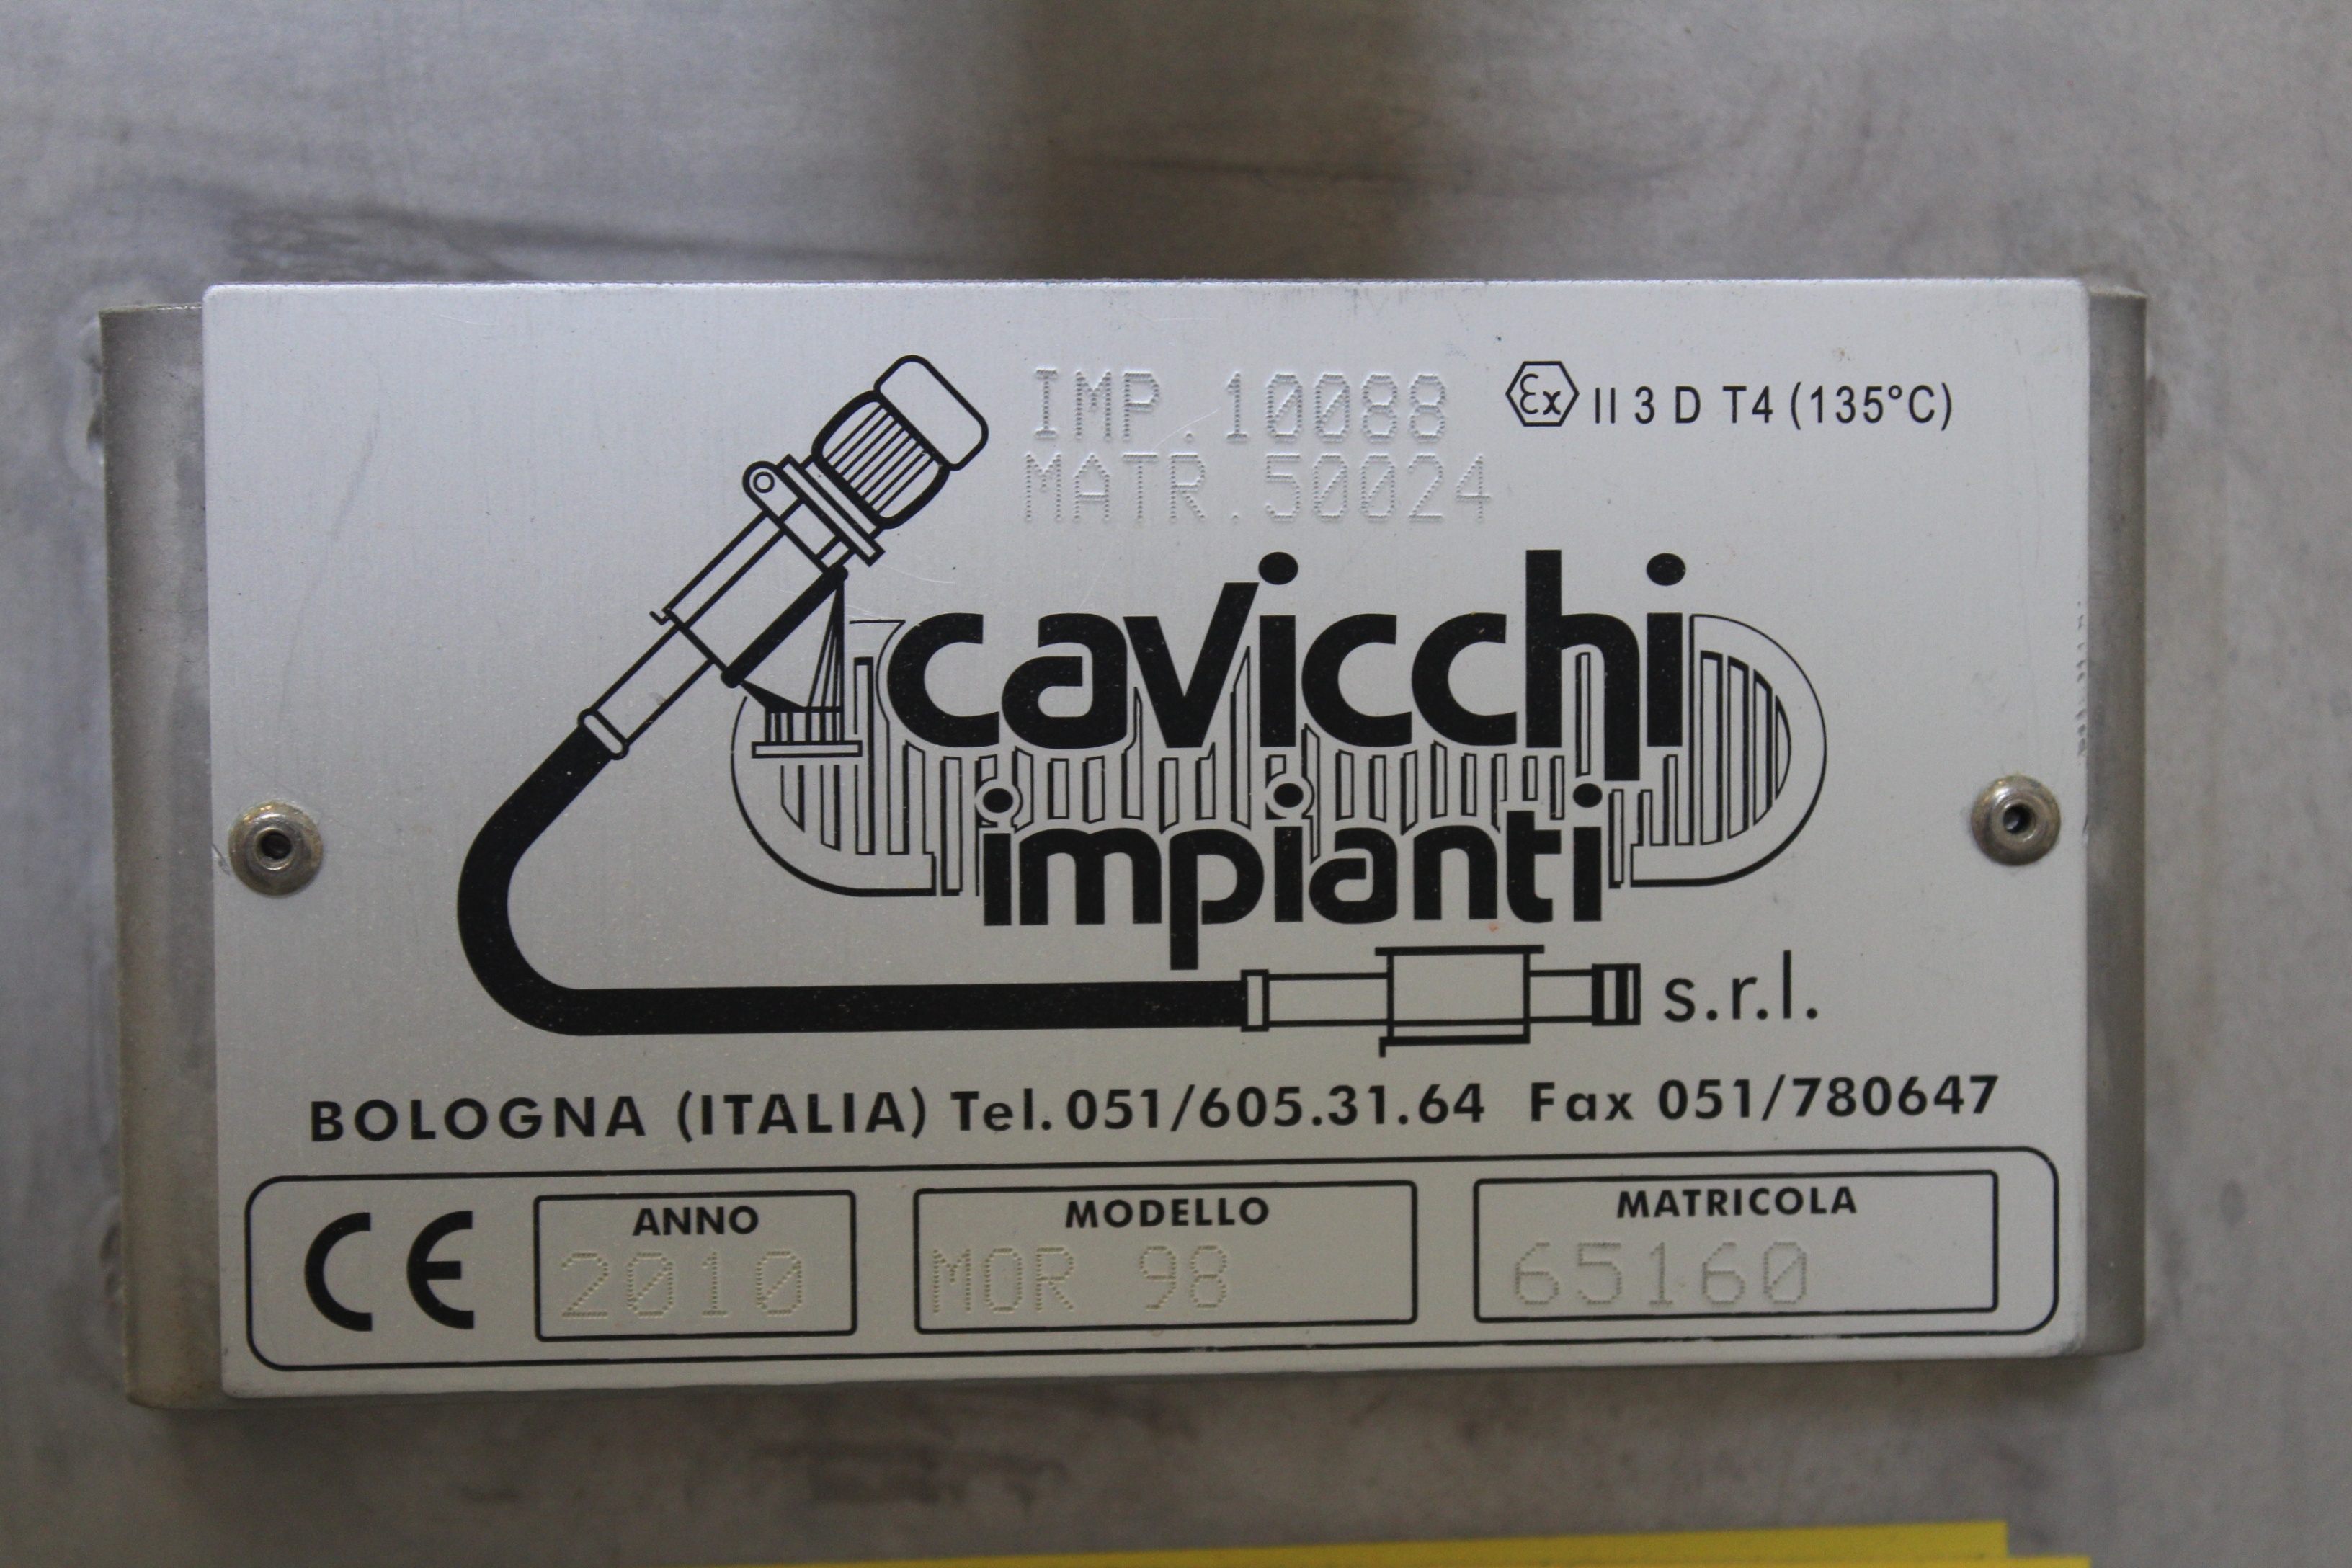 IMP.10088
Ex II 3 D T4 (135°C)
MATR.50024
cavicchi
impianti
s.r.l.
BOLOGNA (ITALIA) Tel. 051/605.31.64 Fax 051/780647
CE
ANNO
2010
MODELLO
MOR 98
MATRICOLA
65160